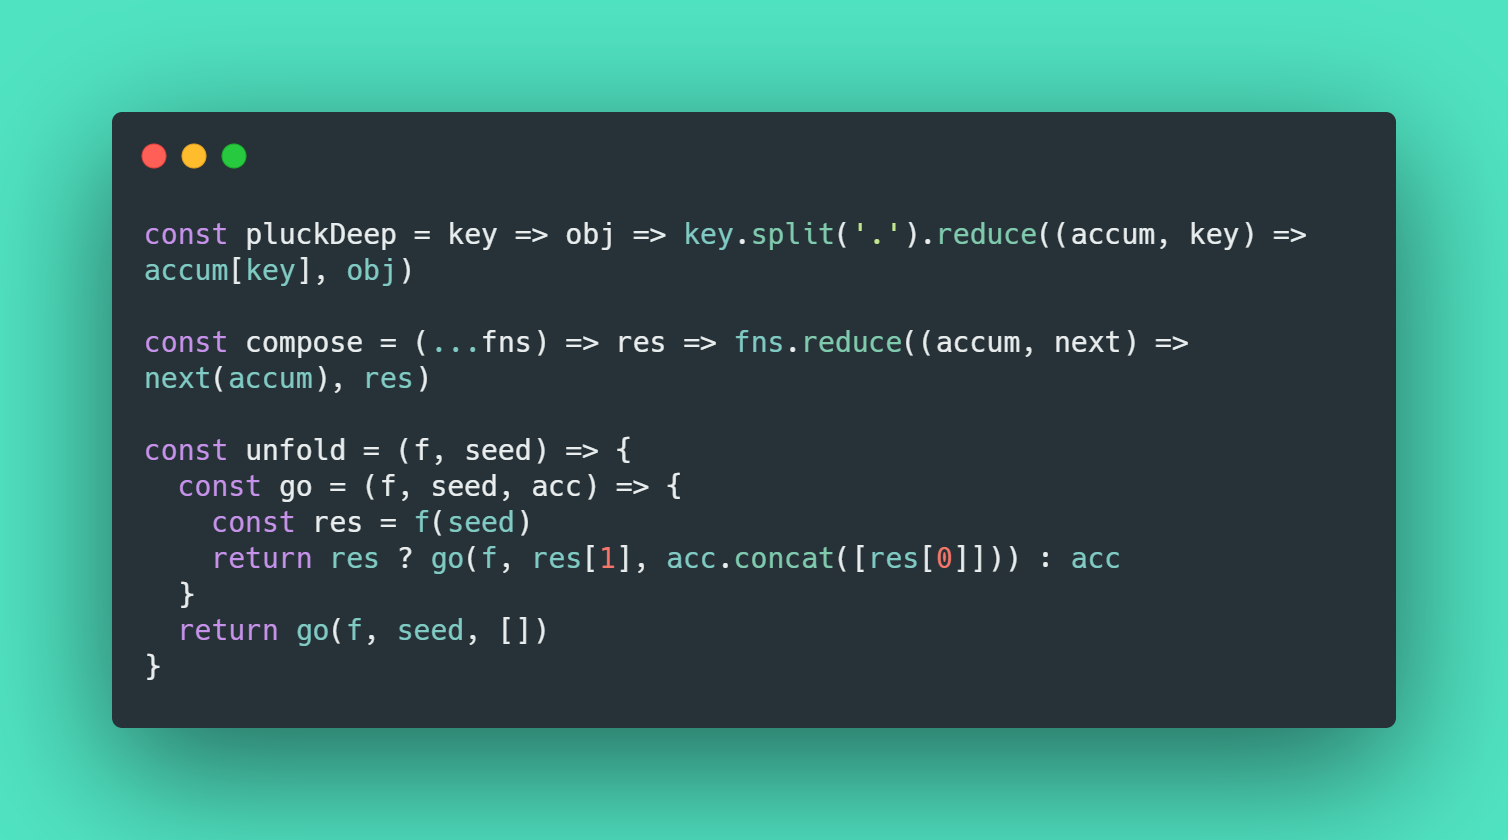 const pluckDeep = key => obj => key.split('.').reduce((accum, key) =>
accum[key], obj)

const compose = (...fns) => res => fns.reduce((accum, next) =>
next(accum), res)

const unfold = (f, seed) => {
  const go = (f, seed, acc) => {
    const res = f(seed)
    return res ? go(f, res[1], acc.concat([res[0]])) : acc
  }
  return go(f, seed, [])
}